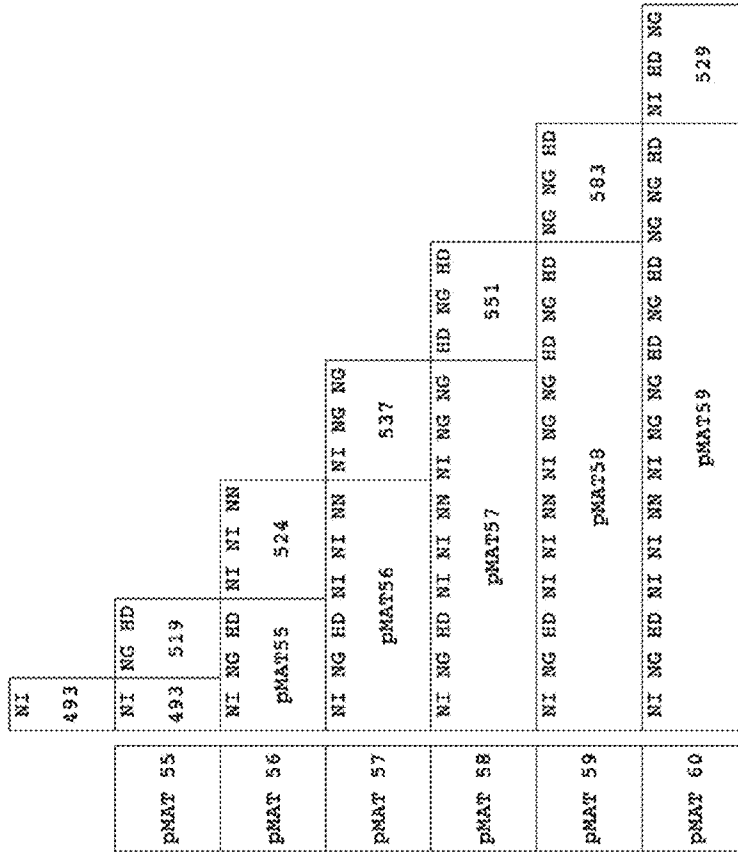 NI
493
NI NG HD
pMAT 55 493 519
NI NG HD NI NI NN
pMAT 56 pMAT55 524
NI NG HD NI NI NN NI NG NG
pMAT 57 pMAT56 537
NI NG HD NI NI NN NI NG NG HD NG HD
pMAT 58 pMAT57 551
NI NG HD NI NI NN NI NG NG HD NG HD NG NG HD
pMAT 59 pMAT58 583
NI NG HD NI NI NN NI NG NG HD NG HD NG NG HD NI HD NG
pMAT 60 pMAT59 529